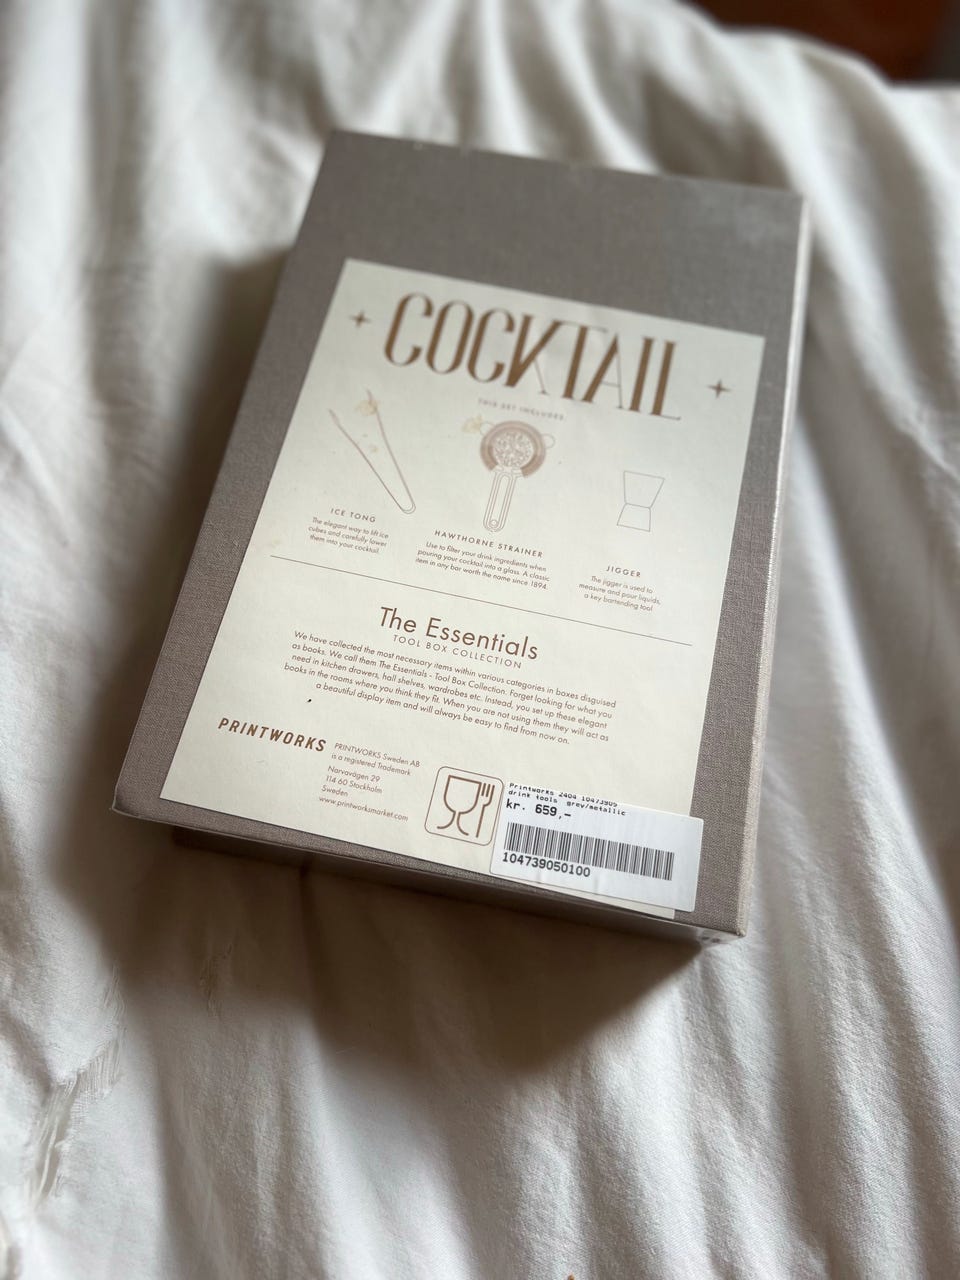 COCKTAIL
THIS SET INCLUDES:
ICE TONG
The elegant way to lift ice
cubes and carefully lower
them into your cocktail.
HAWTHORNE STRAINER
Use to filter your drink ingredients when
pouring your cocktail into a glass. A classic
item in any bar worth the name since 1894.
JIGGER
The jigger is used to
measure and pour liquids,
a key bartending tool
The Essentials
TOOL BOX COLLECTION
We have collected the most necessary items within various categories in boxes disguised
as books. We call them The Essentials - Tool Box Collection. Forget looking for what you
need in kitchen drawers, hall shelves, wardrobes etc. Instead, you set up these elegant
books in the rooms where you think they fit. When you are not using them they will act as
a beautiful display item and will always be easy to find from now on.
PRINTWORKS
PRINTWORKS Sweden AB
is a registered Trademark
Narvavägen 29
114 60 Stockholm
Sweden
www.printworksmarket.com
Printworks 2404 10473905
drink tools grey/metallic
kr. 659,-
104739050100